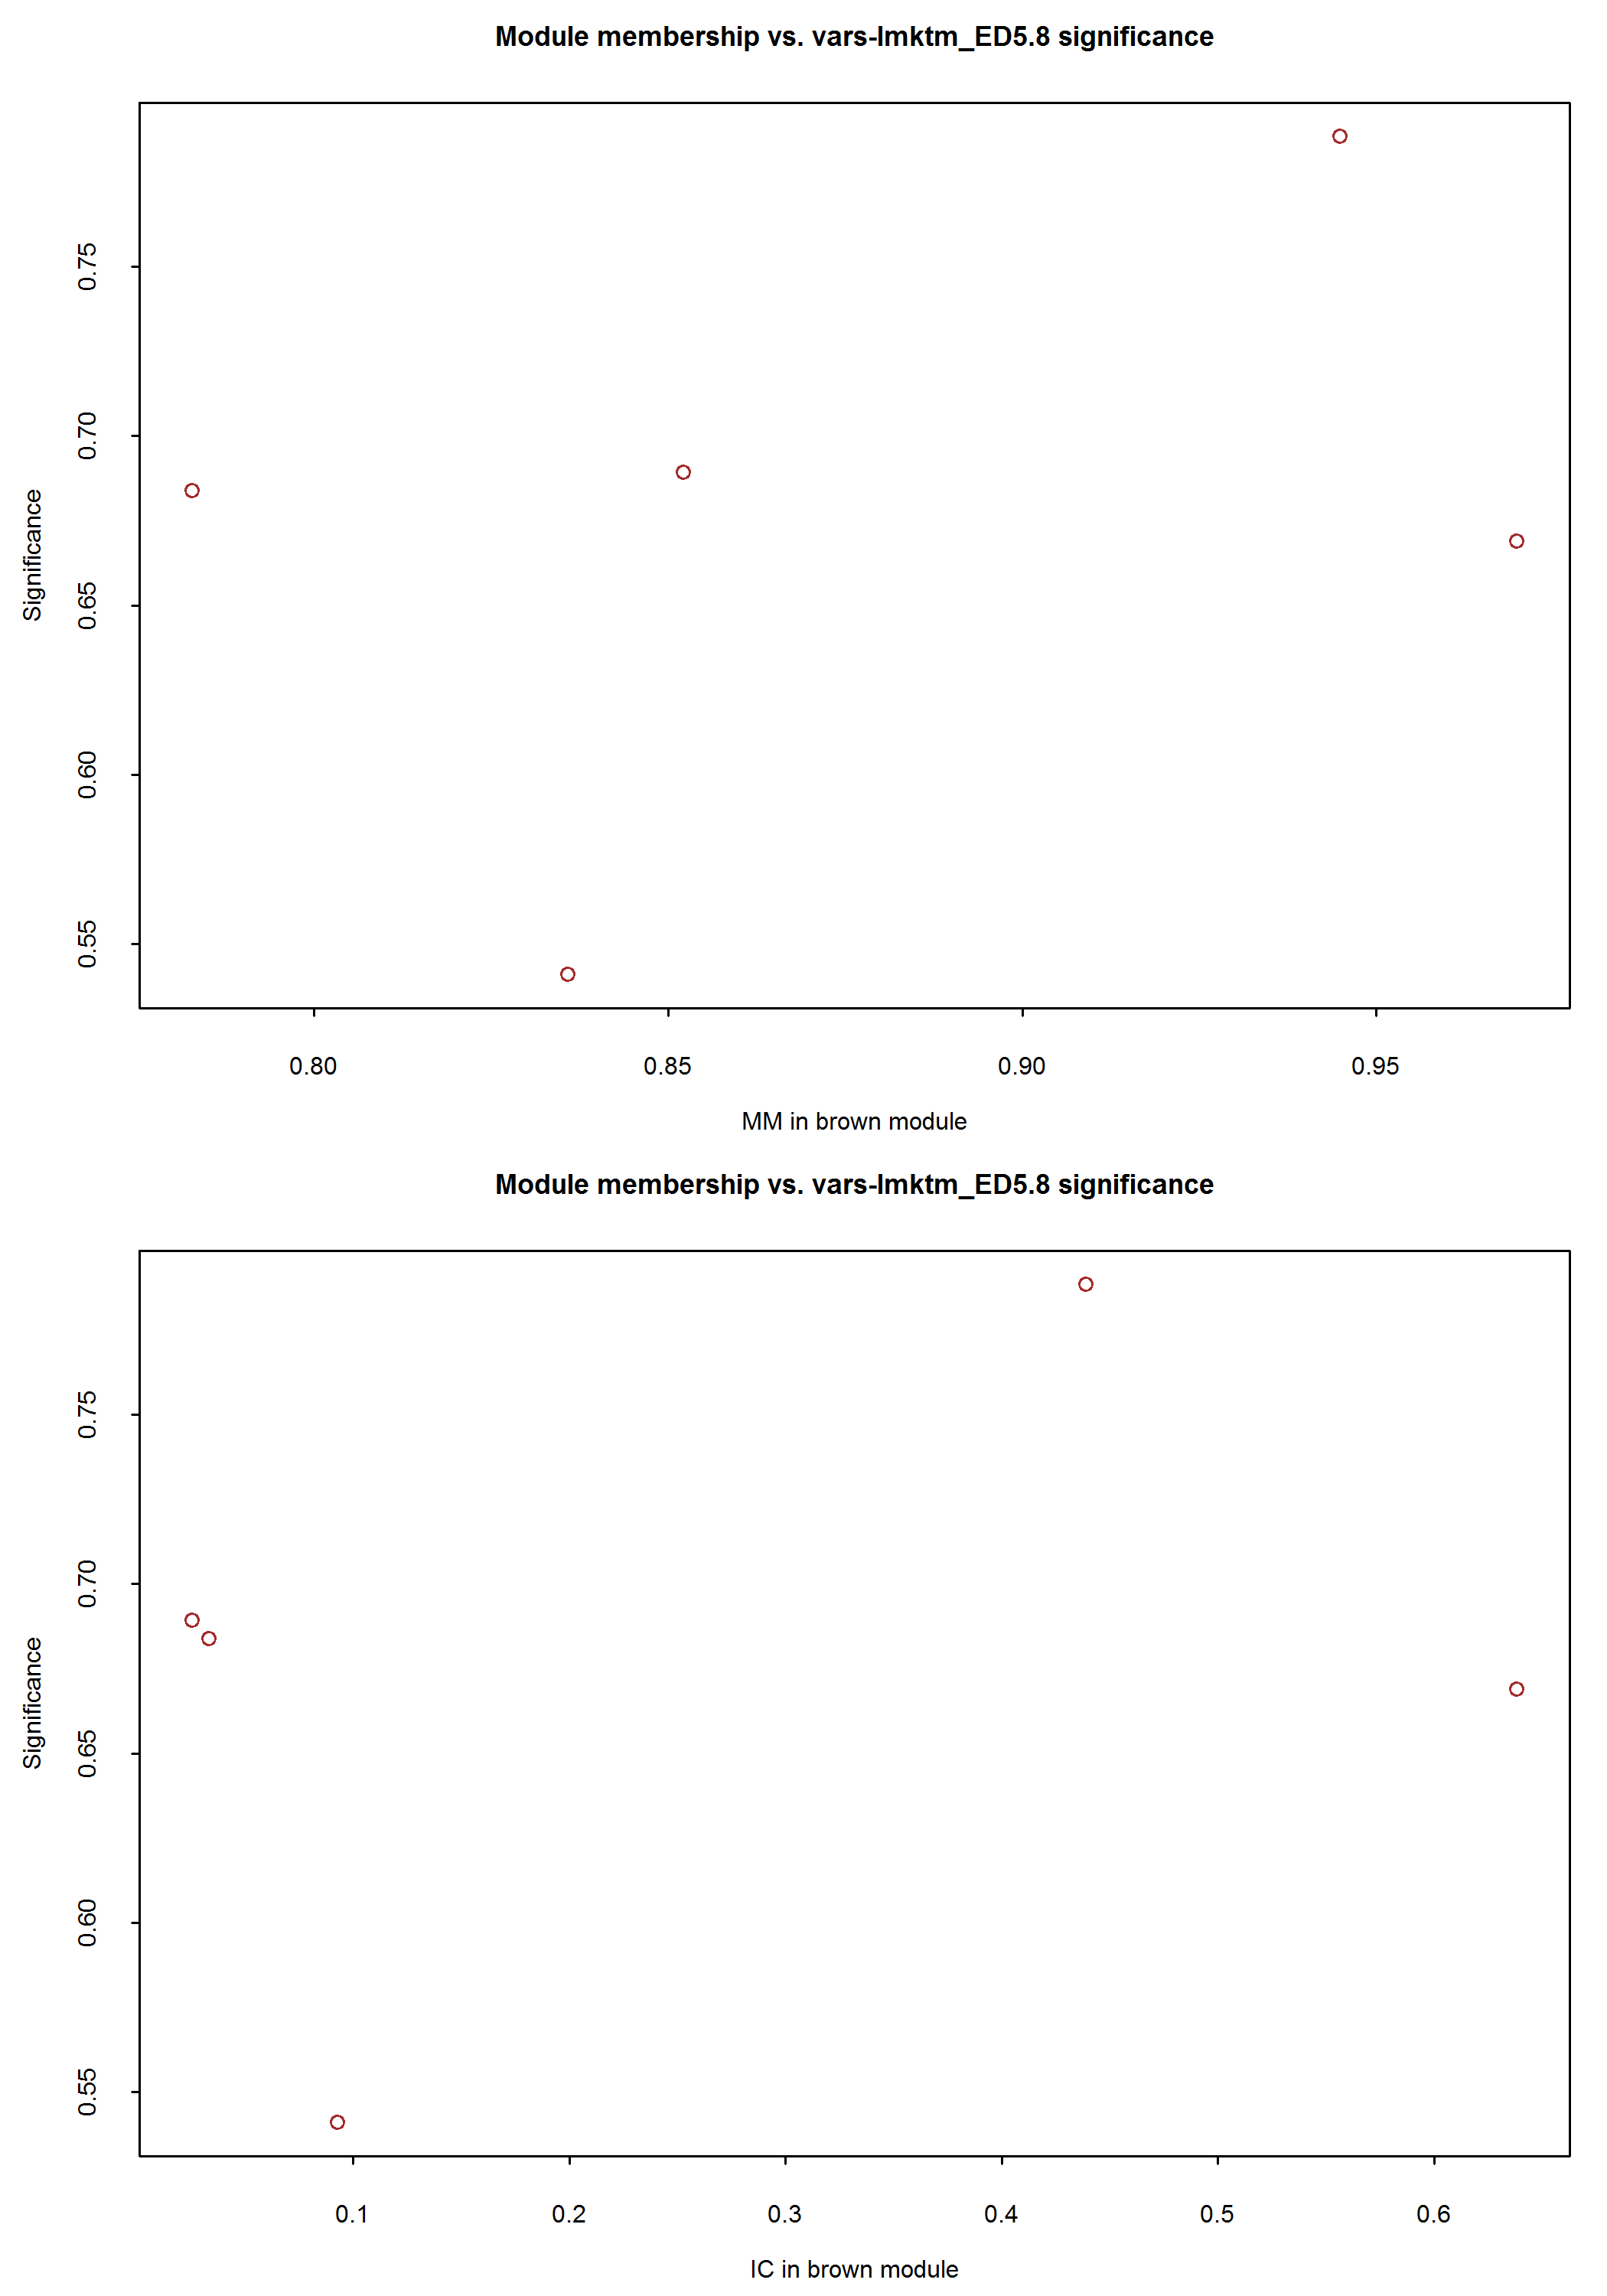 Module membership vs. vars-lmktm_ED5.8 significance
Significance
0.75
0.70
0.65
0.60
0.55
0.80 0.85 0.90 0.95
MM in brown module
Module membership vs. vars-lmktm_ED5.8 significance
Significance
0.75
0.70
0.65
0.60
0.55
0.1 0.2 0.3 0.4 0.5 0.6
IC in brown module